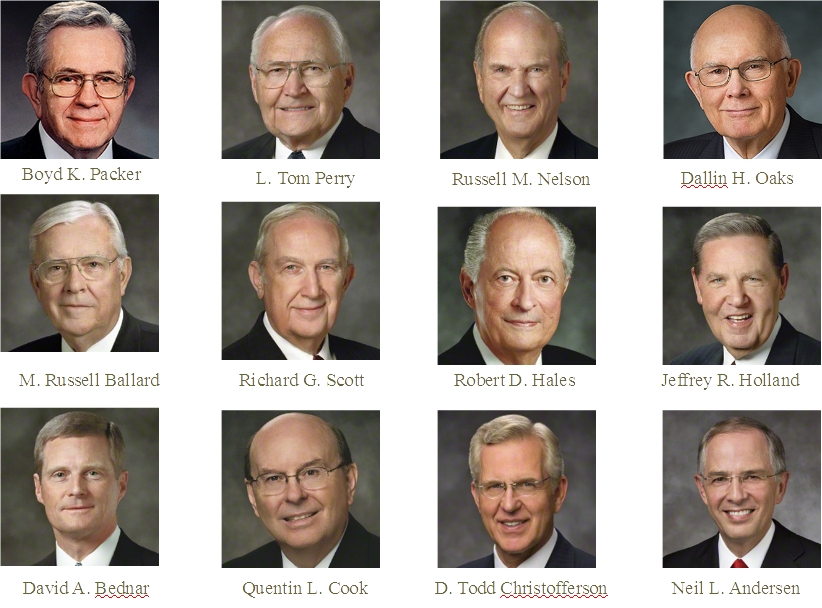 Boyd K. Packer
L. Tom Perry
Russell M. Nelson
Dallin H. Oaks
M. Russell Ballard
Richard G. Scott
Robert D. Hales
Jeffrey R. Holland
David A. Bednar
Quentin L. Cook
D. Todd Christofferson
Neil L. Andersen